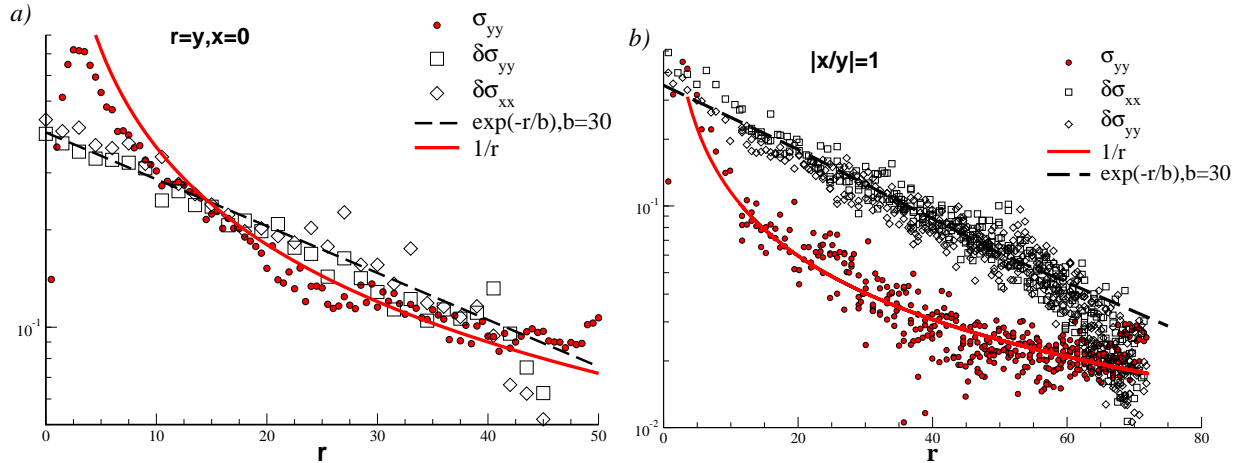 a)
r=y,x=0
σyy
δσyy
δσxx
exp(-r/b),b=30
1/r
10^-1
0 10 20 30 40 50
r
b)
|x/y|=1
σyy
δσxx
δσyy
1/r
exp(-r/b),b=30
10^-1
10^-2
0 20 40 60 80
r